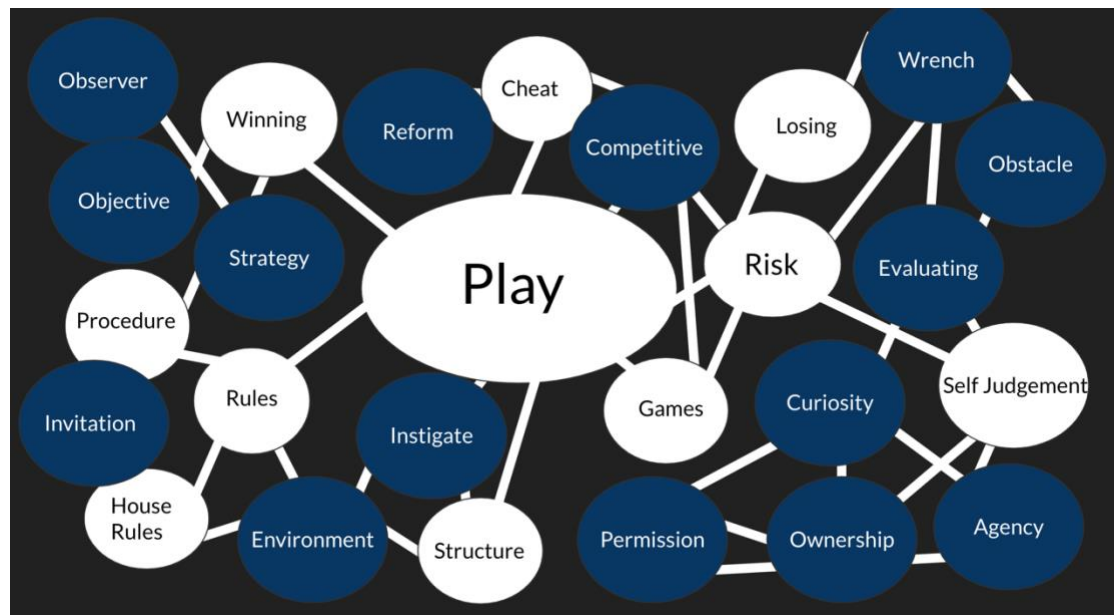 Observer
Winning
Reform
Cheat
Competitive
Losing
Wrench
Obstacle
Objective
Strategy
Play
Risk
Evaluating
Procedure
Rules
Invitation
Instigate
Games
Curiosity
Self Judgement
House
Rules
Environment
Structure
Permission
Ownership
Agency